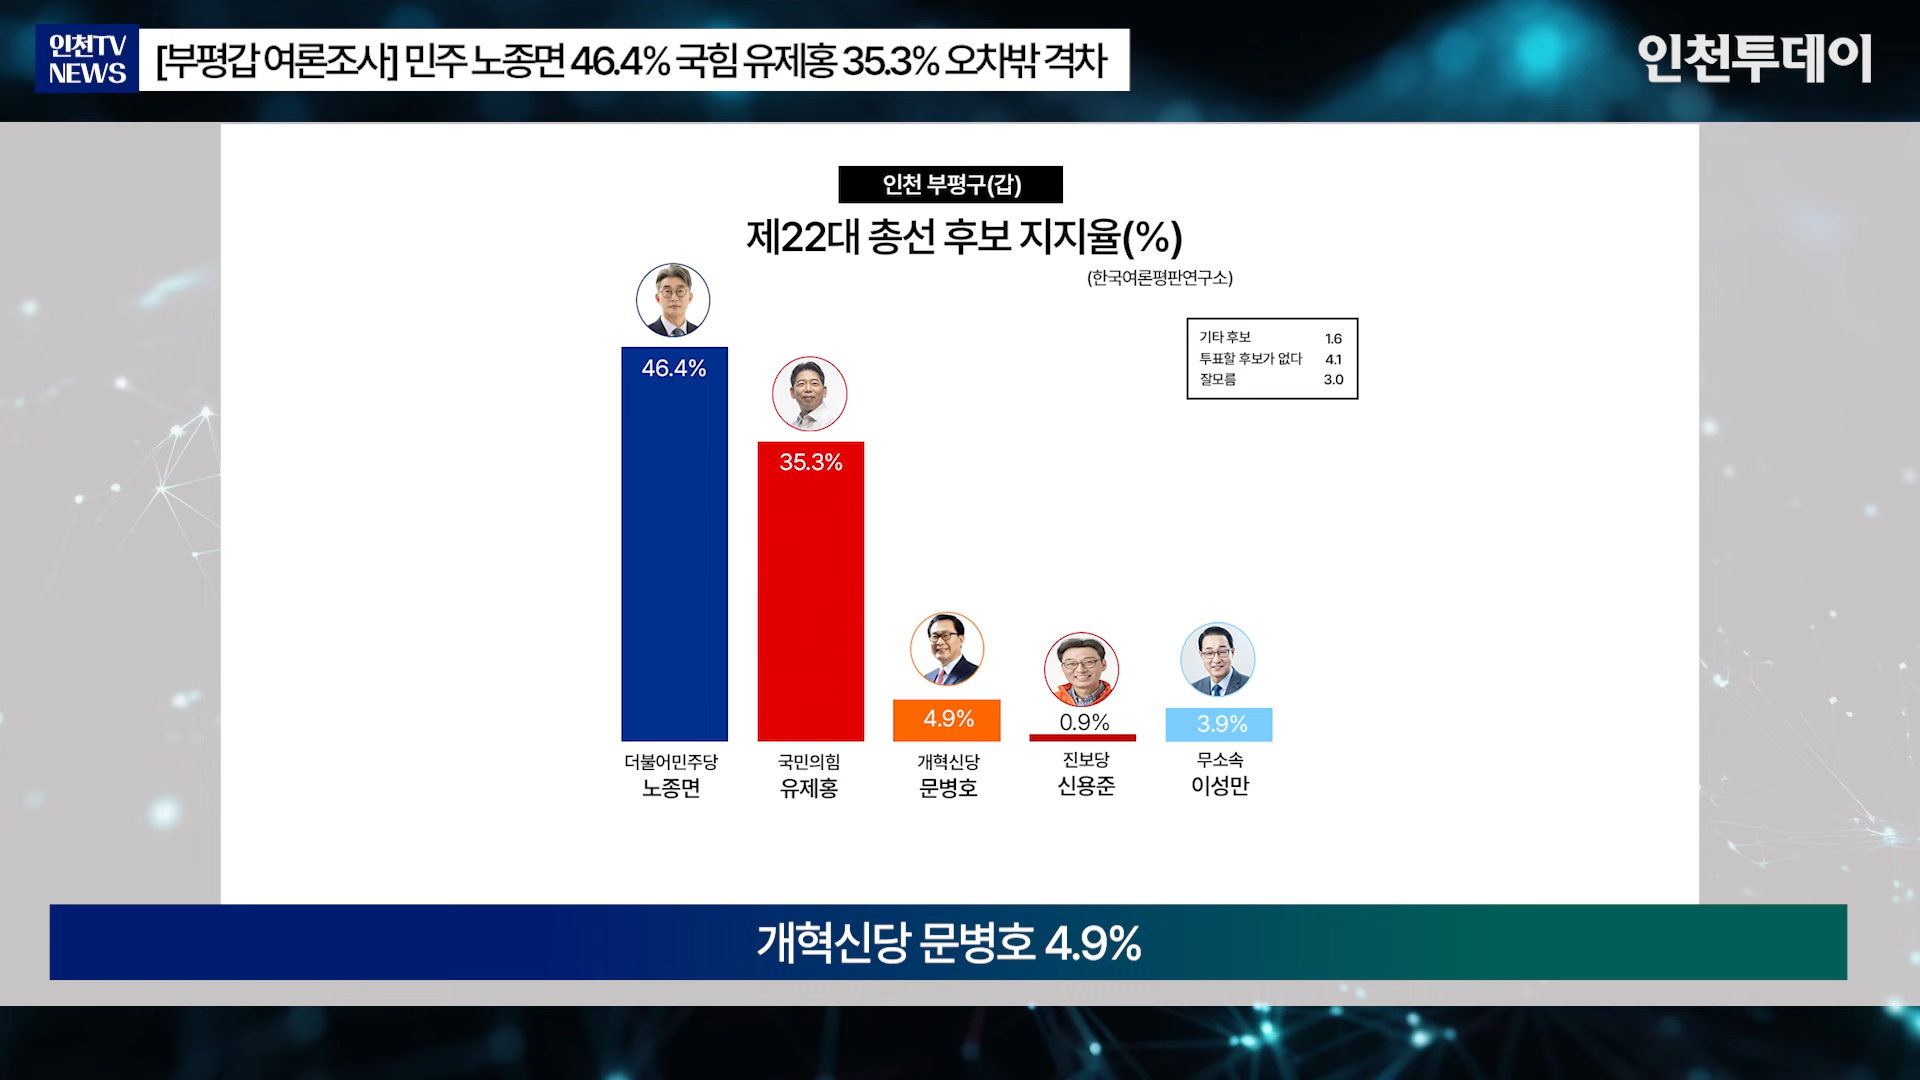 인천TV
NEWS
[부평갑 여론조사] 민주 노종면 46.4% 국힘 유제홍 35.3% 오차밖 격차
인천투데이
인천 부평구(갑)
제22대 총선 후보 지지율(%)
(한국여론평판연구소)
기타 후보 1.6
투표할 후보가 없다 4.1
잘모름 3.0
46.4%
35.3%
4.9%
0.9%
3.9%
더불어민주당
노종면
국민의힘
유제홍
개혁신당
문병호
진보당
신용준
무소속
이성만
개혁신당 문병호 4.9%